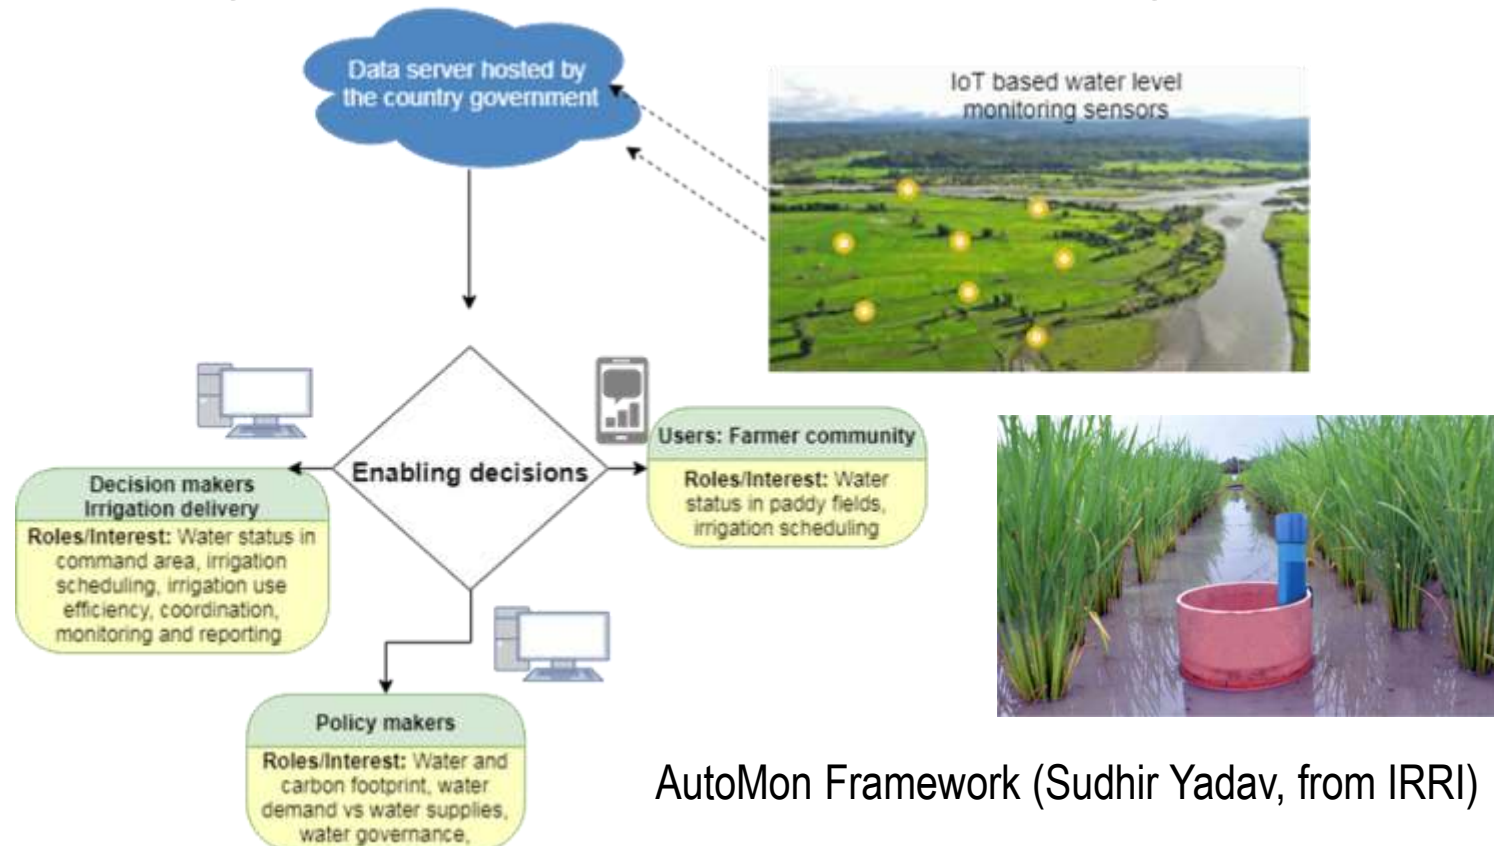 Data server hosted by
the country government
IoT based water level
monitoring sensors
Enabling decisions
Users: Farmer community
Roles/Interest: Water
status in paddy fields,
irrigation scheduling
Decision makers
Irrigation delivery
Roles/Interest: Water status in
command area, irrigation
scheduling, irrigation use
efficiency, coordination,
monitoring and reporting
Policy makers
Roles/Interest: Water and
carbon footprint, water
demand vs water supplies,
water governance,
AutoMon Framework (Sudhir Yadav, from IRRI)